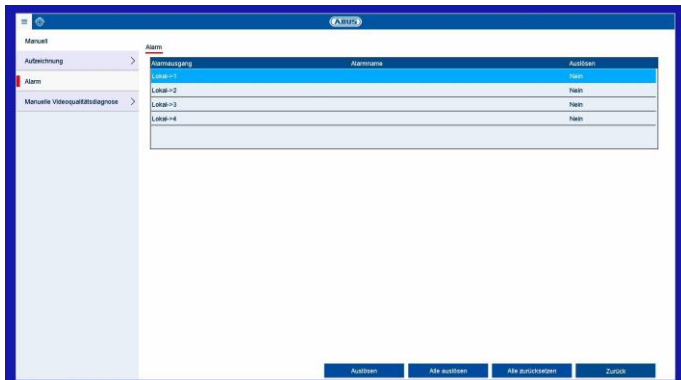 ABUS
Manuell
Alarm
Aufzeichnung
Alarmausgang Alarmname Auslösen
Lokal->1 Nein
Alarm
Lokal->2 Nein
Manuelle Videoqualitätsdiagnose
Lokal->3 Nein
Lokal->4 Nein
Auslösen Alle auslösen Alle zurücksetzen Zurück